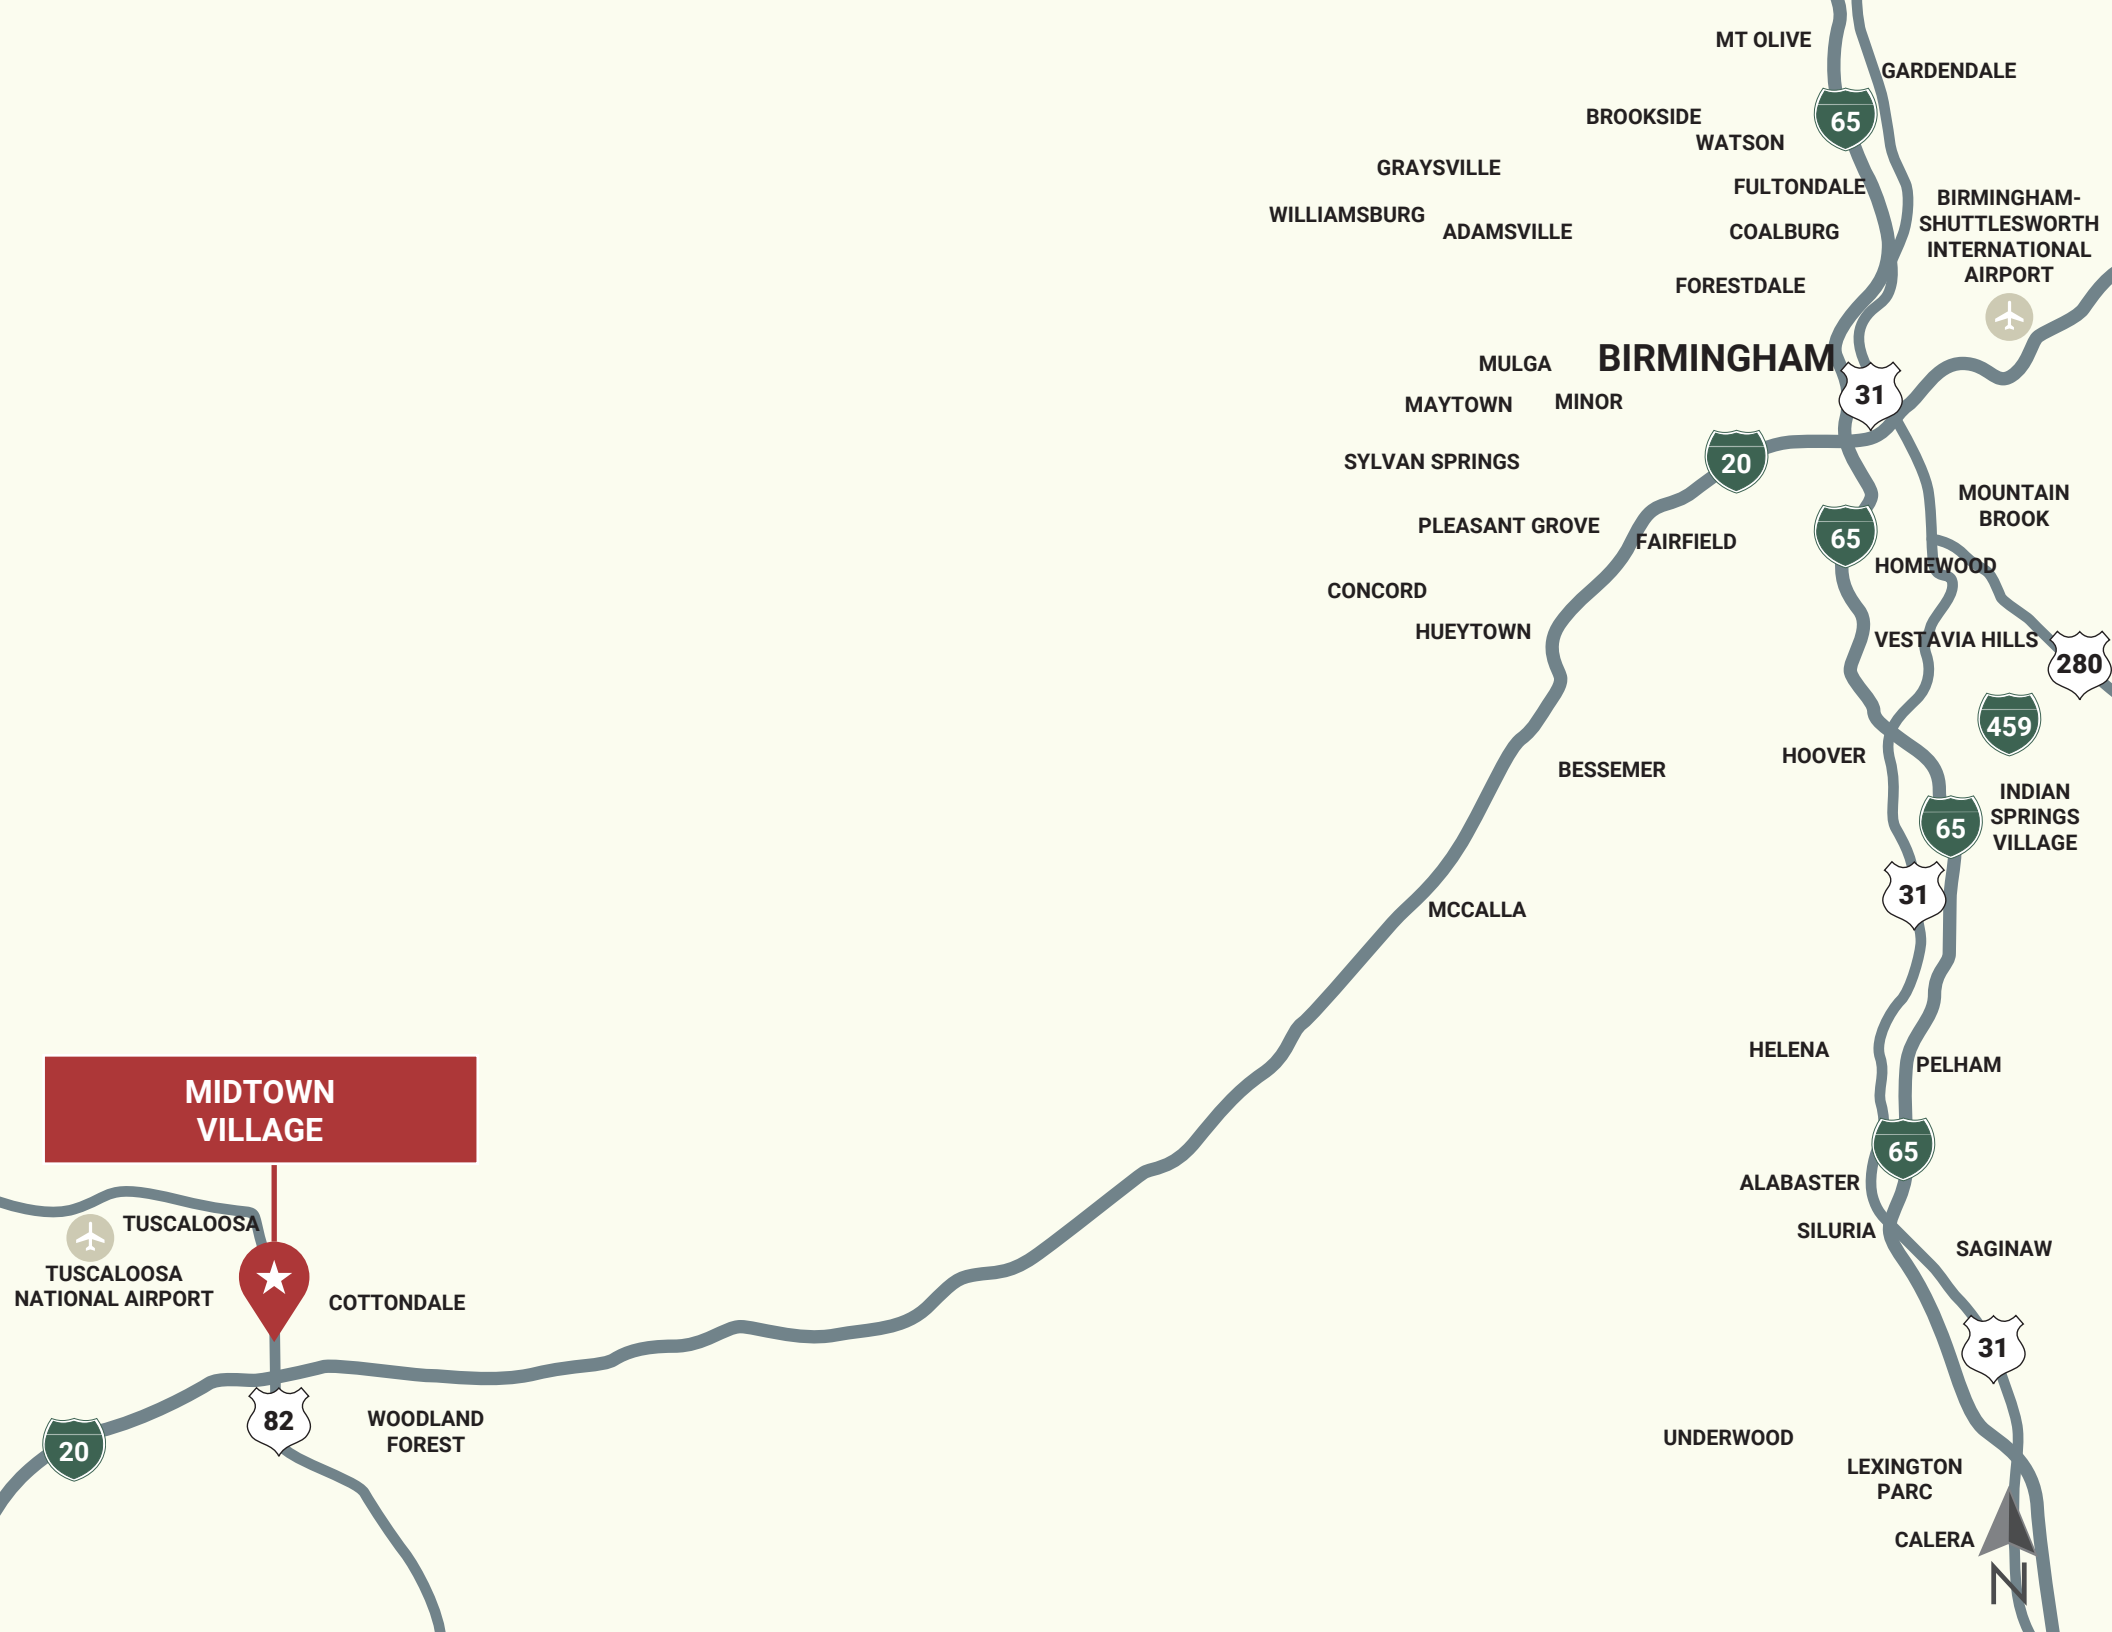 MT OLIVE
GARDENDALE
65
BROOKSIDE
WATSON
GRAYSVILLE
FULTONDALE
BIRMINGHAM-
SHUTTLESWORTH
INTERNATIONAL
AIRPORT
WILLIAMSBURG
ADAMSVILLE
COALBURG
FORESTDALE
BIRMINGHAM
MULGA
31
MAYTOWN
MINOR
SYLVAN SPRINGS
20
MOUNTAIN
BROOK
PLEASANT GROVE
FAIRFIELD
65
HOMEWOOD
CONCORD
HUEYTOWN
VESTAVIA HILLS
280
459
HOOVER
BESSEMER
INDIAN
SPRINGS
VILLAGE
65
31
MCCALLA
HELENA
PELHAM
MIDTOWN
VILLAGE
65
ALABASTER
SILURIA
SAGINAW
TUSCALOOSA
TUSCALOOSA
NATIONAL AIRPORT
COTTONDALE
31
82
WOODLAND
FOREST
20
UNDERWOOD
LEXINGTON
PARC
CALERA
N